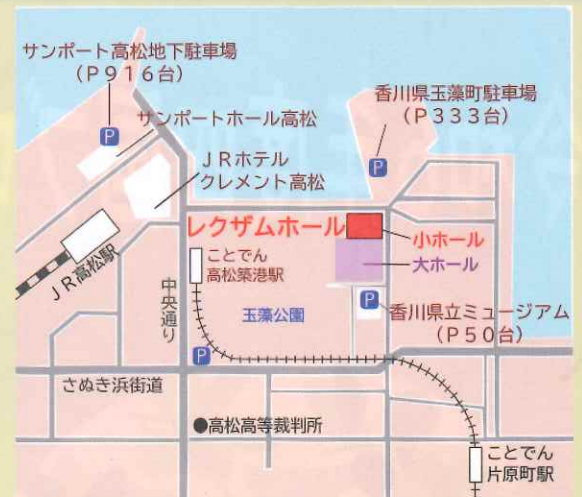 サンポート高松地下駐車場
(P916台)
P
サンポートホール高松
香川県玉藻町駐車場
(P333台)
P
JRホテル
クレメント高松
レクザムホール
小ホール
大ホール
JR高松駅
ことでん
高松築港駅
中央通り
玉藻公園
P
香川県立ミュージアム
(P50台)
P
さぬき浜街道
●高松高等裁判所
ことでん
片原町駅